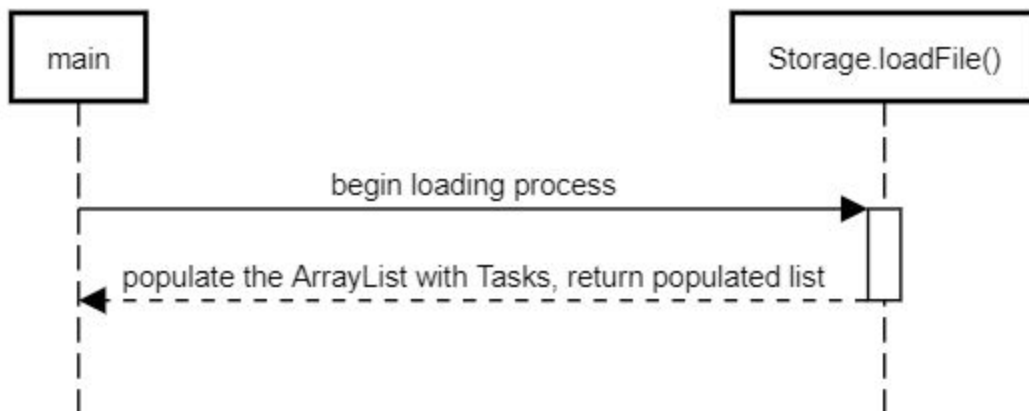 main
Storage.loadFile()
begin loading process
populate the ArrayList with Tasks, return populated list